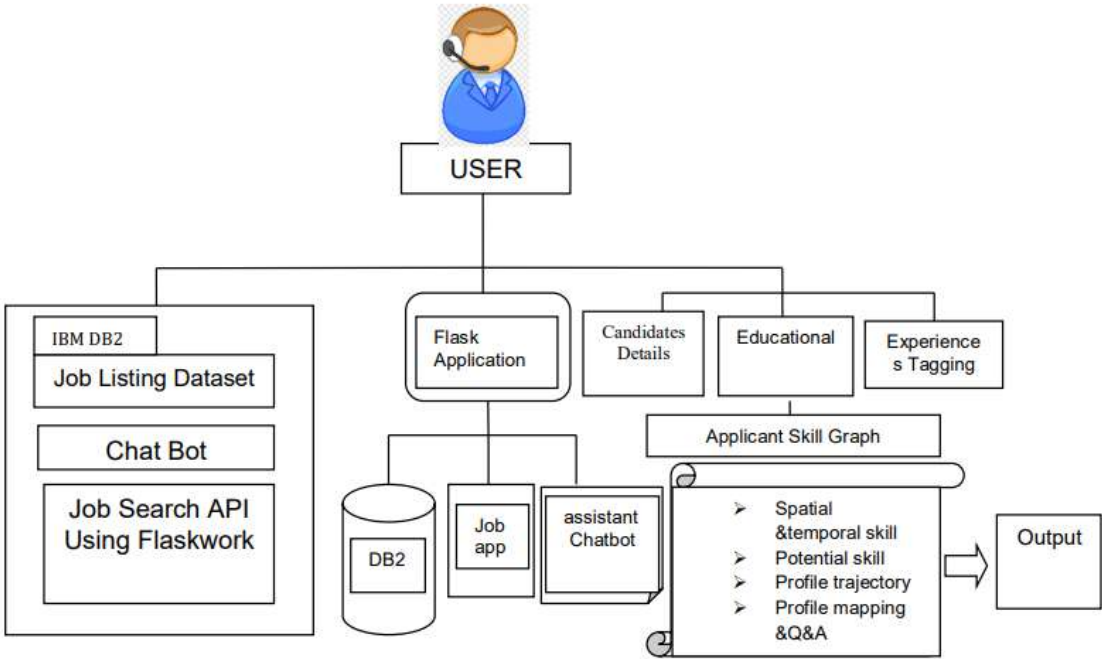 USER
IBM DB2
Job Listing Dataset
Chat Bot
Job Search API
Using Flaskwork
Flask
Application
DB2
Job
app
assistant
Chatbot
Candidates
Details
Educational
Experience
s Tagging
Applicant Skill Graph
➢ Spatial
&temporal skill
➢ Potential skill
➢ Profile trajectory
➢ Profile mapping
&Q&A
Output